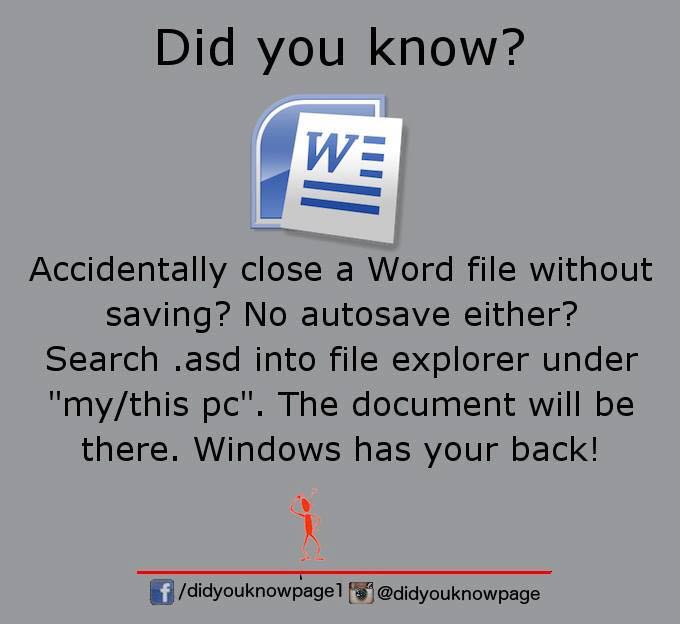 Did you know?
W
Accidentally close a Word file without
saving? No autosave either?
Search .asd into file explorer under
"my/this pc". The document will be
there. Windows has your back!
f /didyouknowpage1 @didyouknowpage